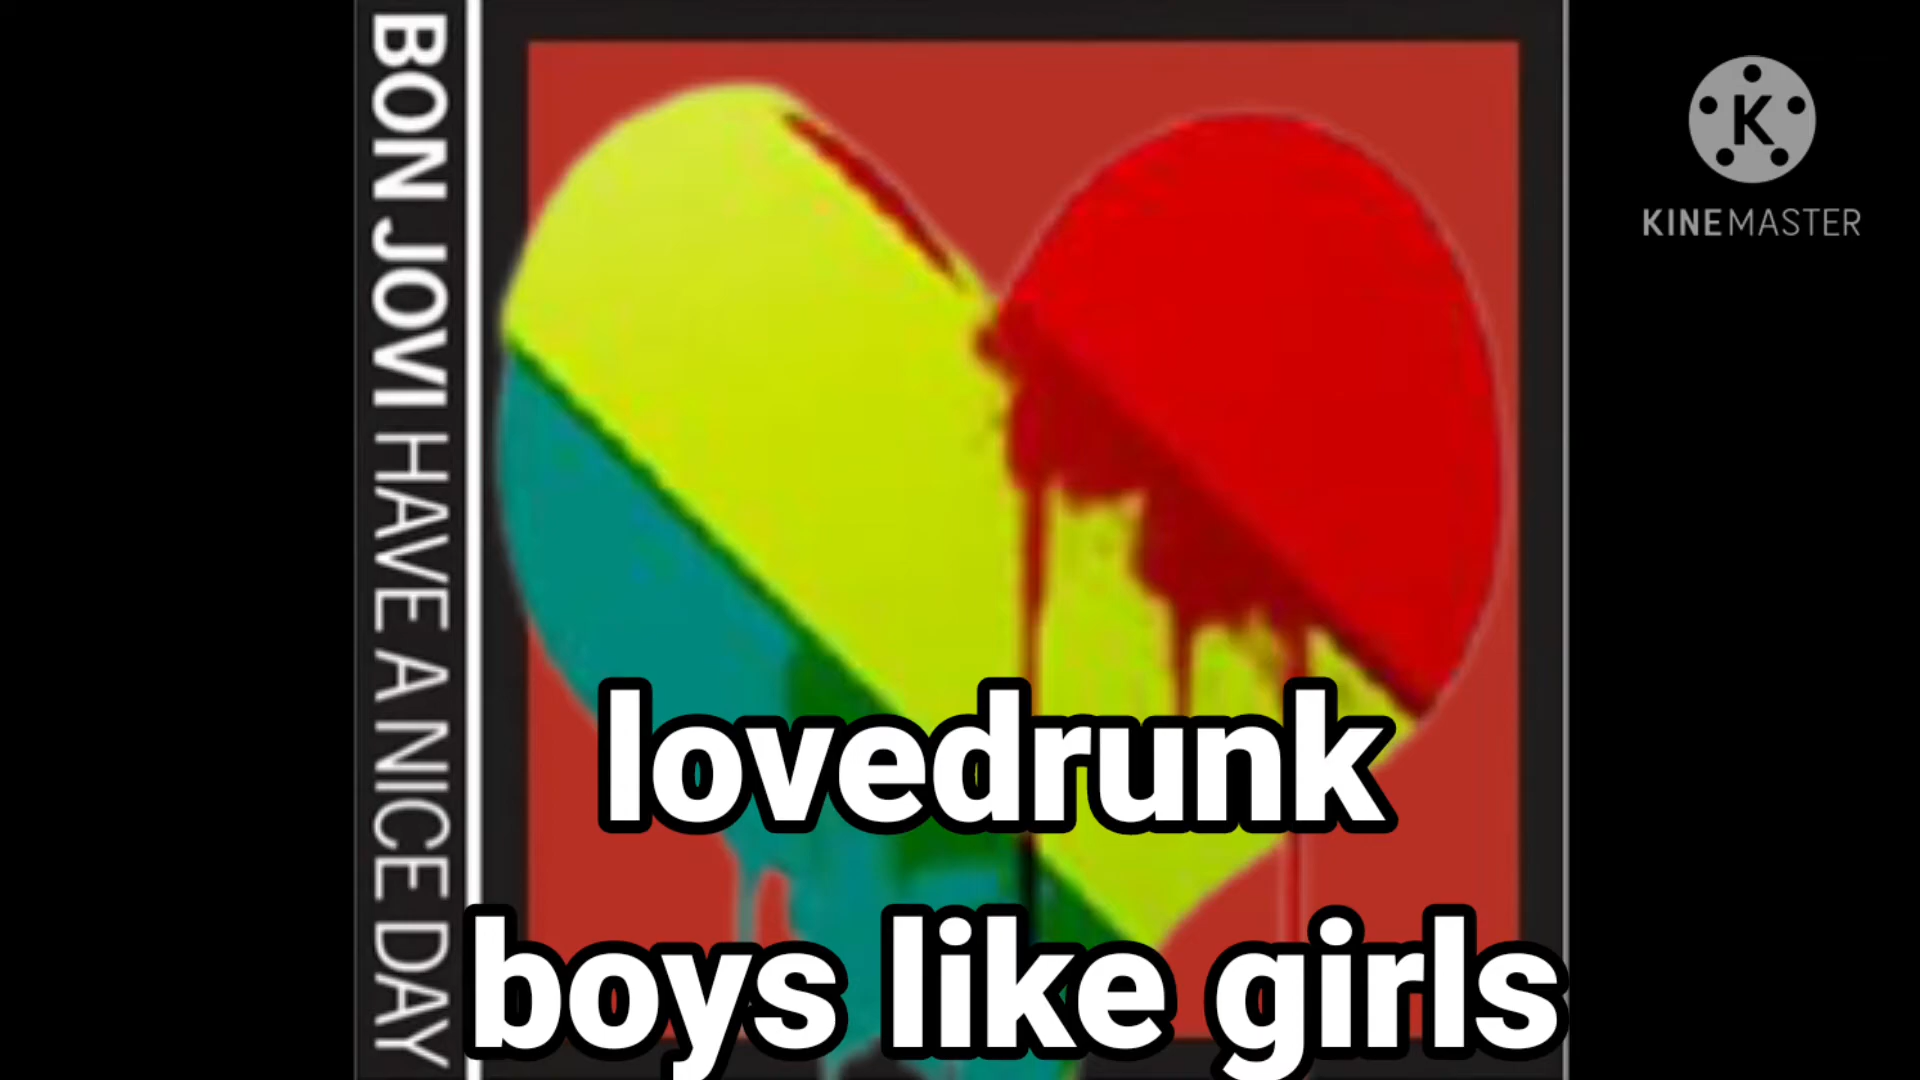 BON JOVI HAVE A NICE DAY
K
KINEMASTER
lovedrunk
boys like girls